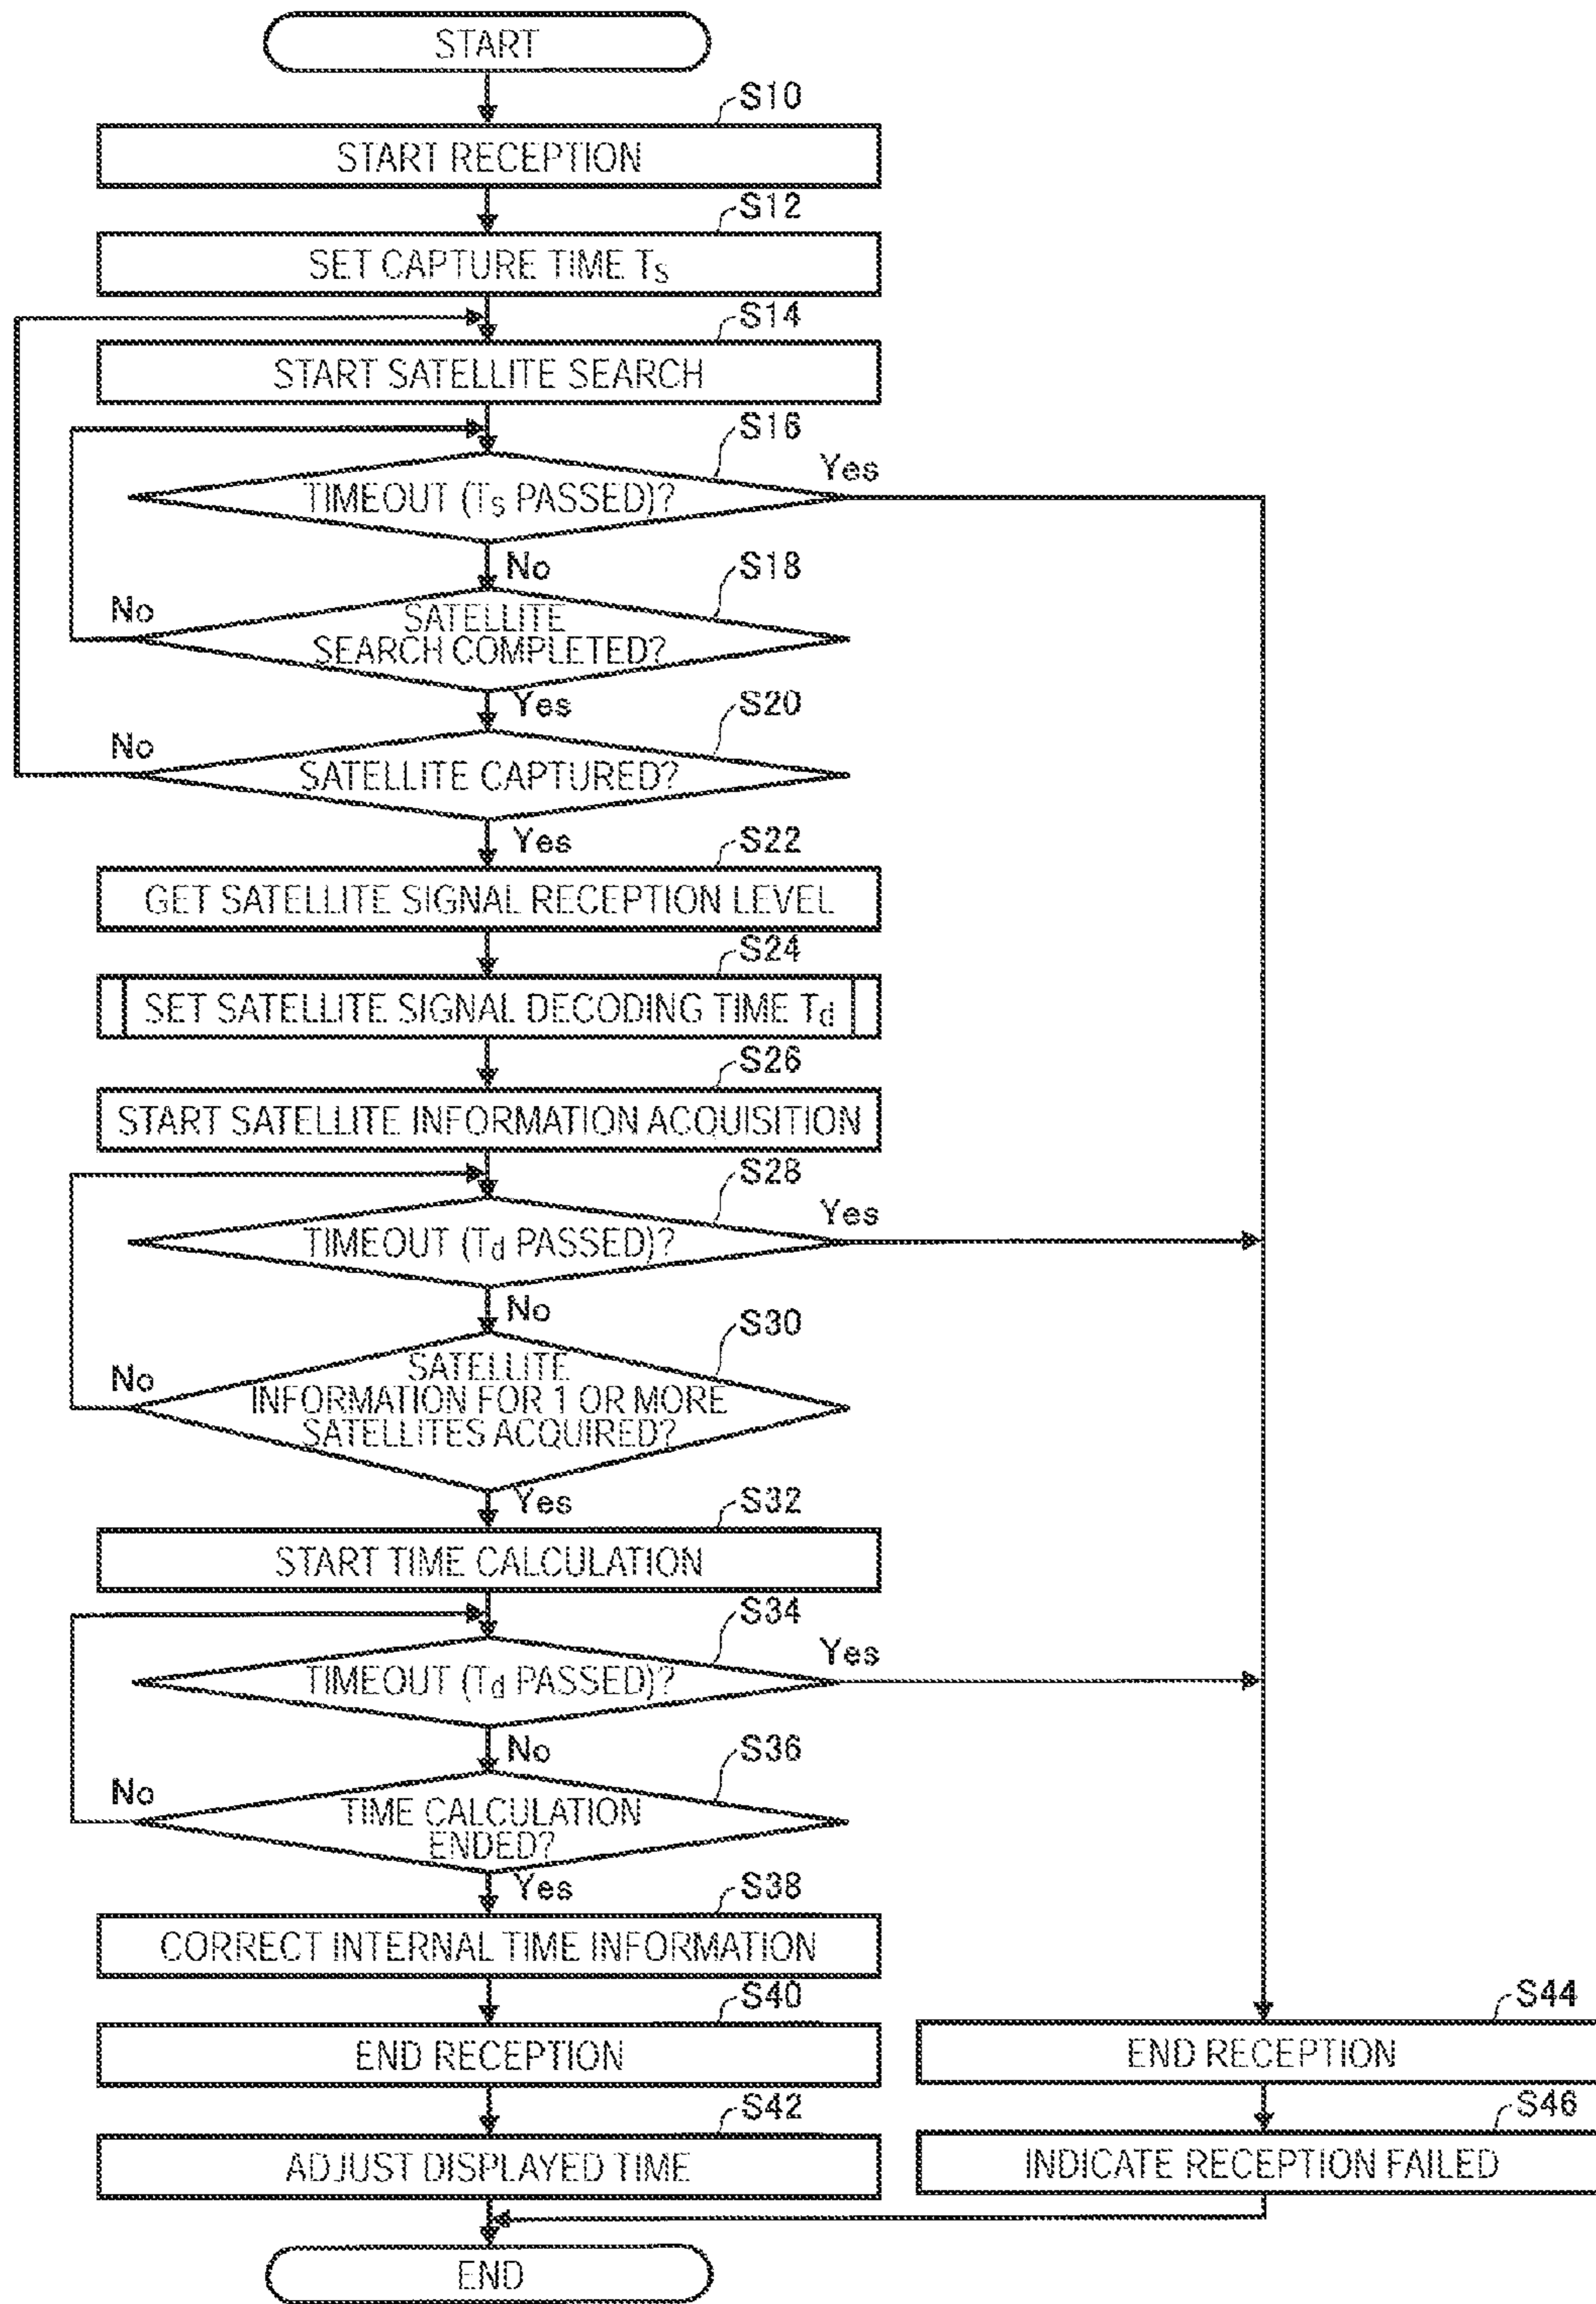 START
S10
START RECEPTION
S12
SET CAPTURE TIME Ts
S14
START SATELLITE SEARCH
S16
TIMEOUT (Ts PASSED)?
Yes
No
S18
SATELLITE
SEARCH COMPLETED?
No
Yes
S20
SATELLITE CAPTURED?
No
Yes
S22
GET SATELLITE SIGNAL RECEPTION LEVEL
S24
SET SATELLITE SIGNAL DECODING TIME Td
S26
START SATELLITE INFORMATION ACQUISITION
S28
TIMEOUT (Td PASSED)?
Yes
No
S30
SATELLITE
INFORMATION FOR 1 OR MORE
SATELLITES ACQUIRED?
No
Yes
S32
START TIME CALCULATION
S34
TIMEOUT (Td PASSED)?
Yes
No
S36
TIME CALCULATION
ENDED?
No
Yes
S38
CORRECT INTERNAL TIME INFORMATION
S40
END RECEPTION
S42
ADJUST DISPLAYED TIME
S44
END RECEPTION
S46
INDICATE RECEPTION FAILED
END